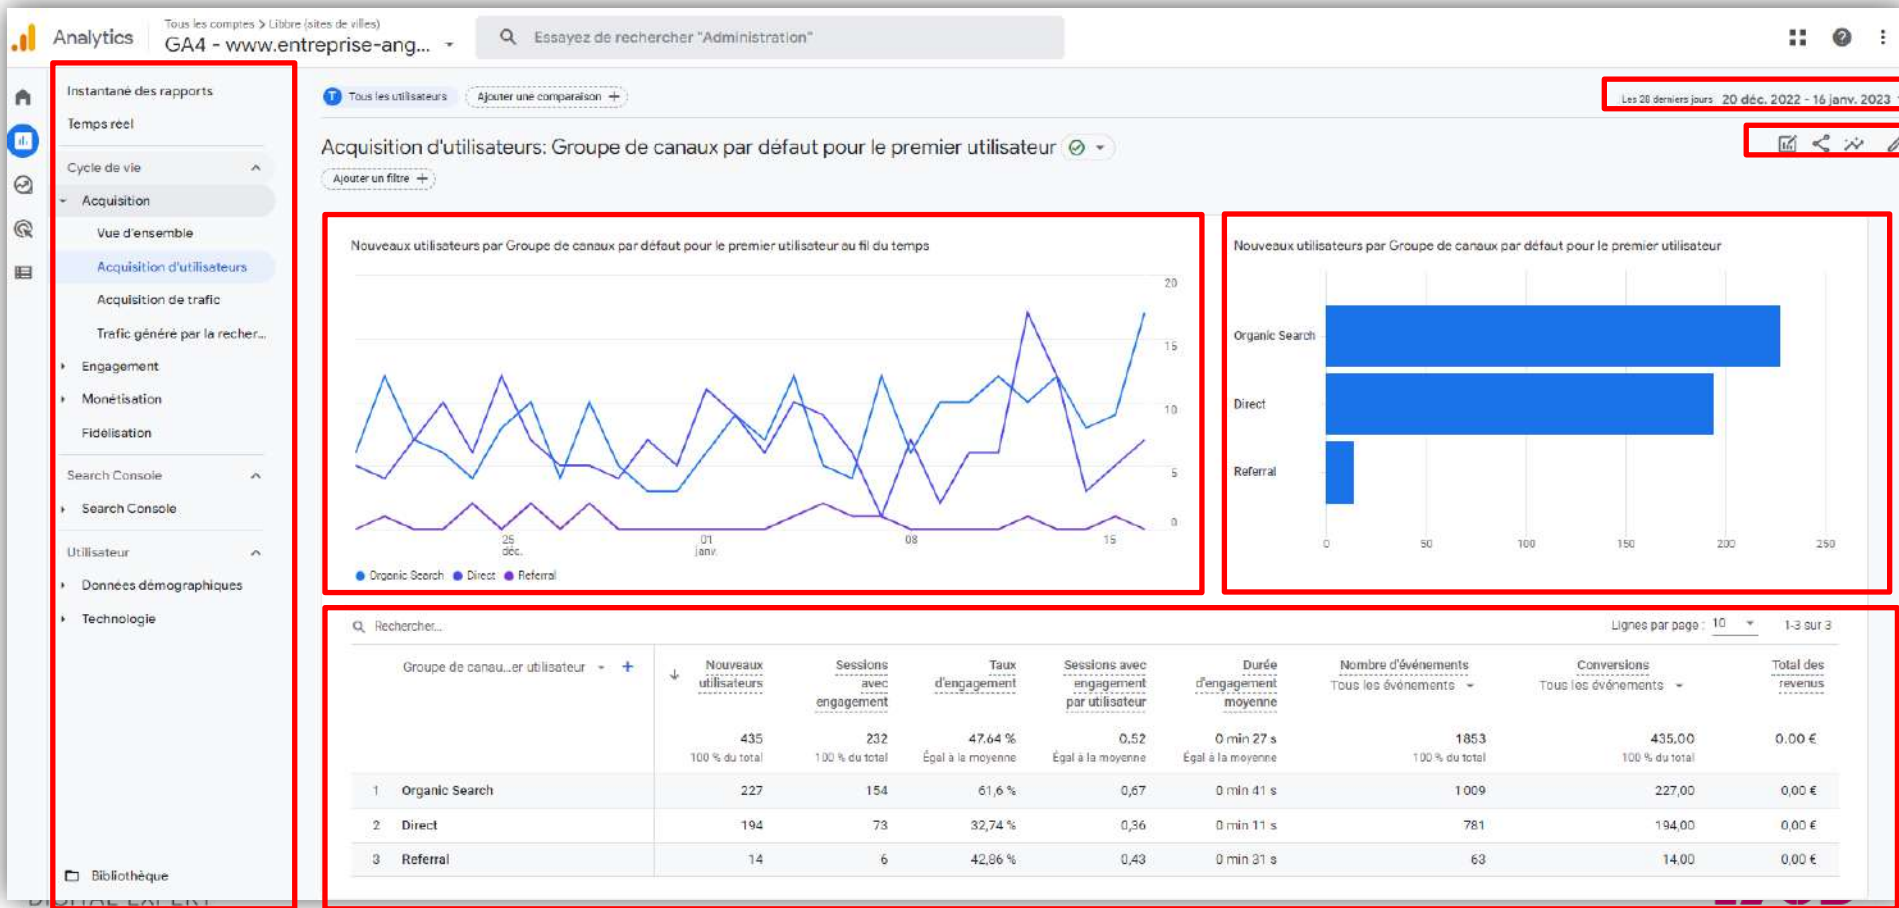 Analytics
Tous les comptes > Libbre (sites de villes)
GA4 - www.entreprise-ang...
Essayez de rechercher "Administration"
Instantané des rapports
Temps réel
Cycle de vie
Acquisition
Vue d'ensemble
Acquisition d'utilisateurs
Acquisition de trafic
Trafic généré par la recher...
Engagement
Monétisation
Fidélisation
Search Console
Search Console
Utilisateur
Données démographiques
Technologie
Bibliothèque
T Tous les utilisateurs
Ajouter une comparaison +
Les 28 derniers jours 20 déc. 2022 - 16 janv. 2023
Acquisition d'utilisateurs: Groupe de canaux par défaut pour le premier utilisateur
Ajouter un filtre +
Nouveaux utilisateurs par Groupe de canaux par défaut pour le premier utilisateur au fil du temps
20
15
10
5
0
25 déc.
01 janv.
08
15
Organic Search Direct Referral
Nouveaux utilisateurs par Groupe de canaux par défaut pour le premier utilisateur
Organic Search
Direct
Referral
0 50 100 150 200 250
Rechercher...
Lignes par page : 10 1-3 sur 3
Groupe de canau...er utilisateur +
Nouveaux utilisateurs
Sessions avec engagement
Taux d'engagement
Sessions avec engagement par utilisateur
Durée d'engagement moyenne
Nombre d'événements
Tous les événements
Conversions
Tous les événements
Total des revenus
435 232 47.64 % 0,52 0 min 27 s 1853 435,00 0.00 €
100 % du total 100 % du total Égal à la moyenne Égal à la moyenne Égal à la moyenne 100 % du total 100 % du total
1 Organic Search 227 154 61,6 % 0,67 0 min 41 s 1 009 227,00 0,00 €
2 Direct 194 73 32,74 % 0,36 0 min 11 s 781 194,00 0,00 €
3 Referral 14 6 42,86 % 0,43 0 min 31 s 63 14,00 0,00 €
DIGITAL EXPERT